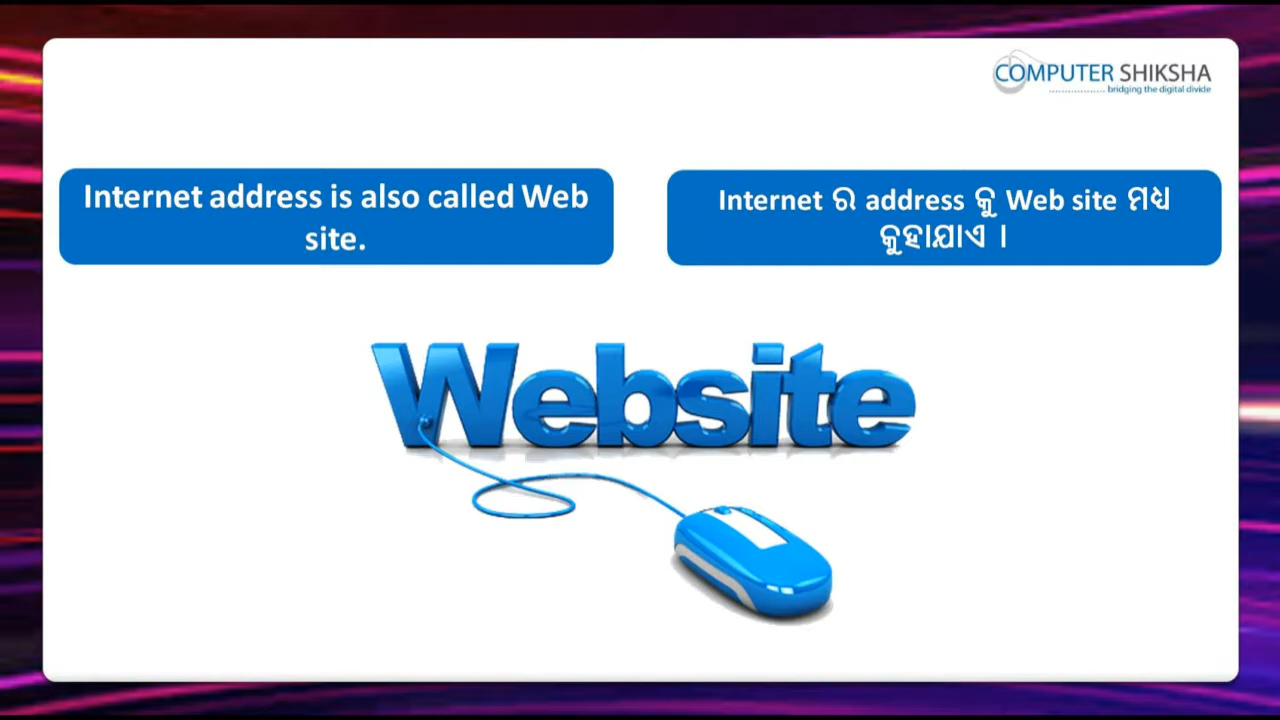 COMPUTER SHIKSHA
bridging the digital divide
Internet address is also called Web
site.
Internet ର address କୁ Web site ମଧ୍ୟ
କୁହାଯାଏ ।
Website